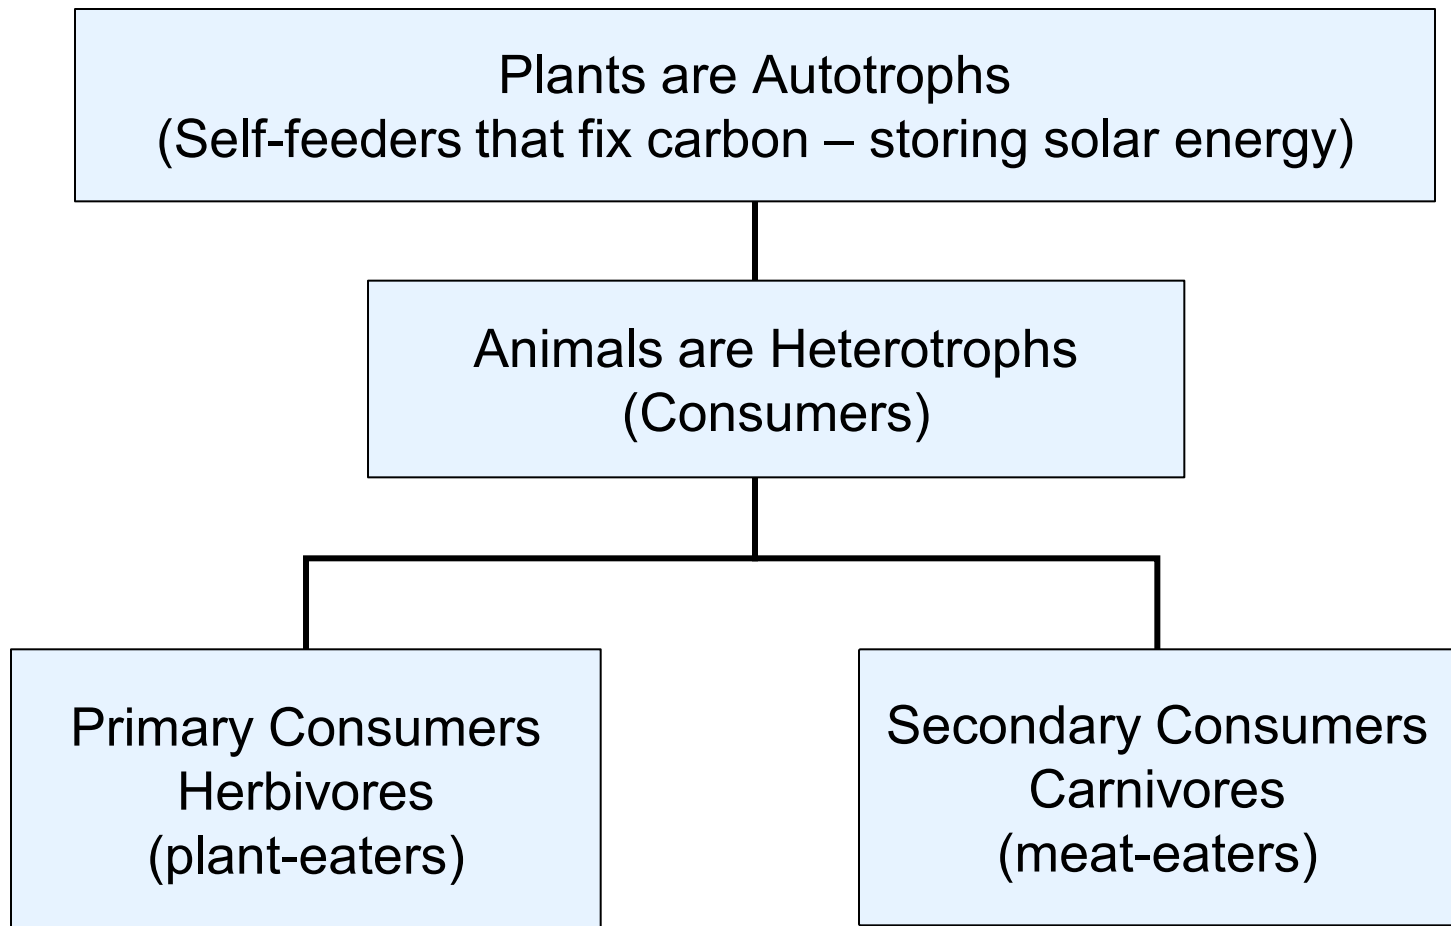 Plants are Autotrophs
(Self-feeders that fix carbon – storing solar energy)
Animals are Heterotrophs
(Consumers)
Primary Consumers
Herbivores
(plant-eaters)
Secondary Consumers
Carnivores
(meat-eaters)